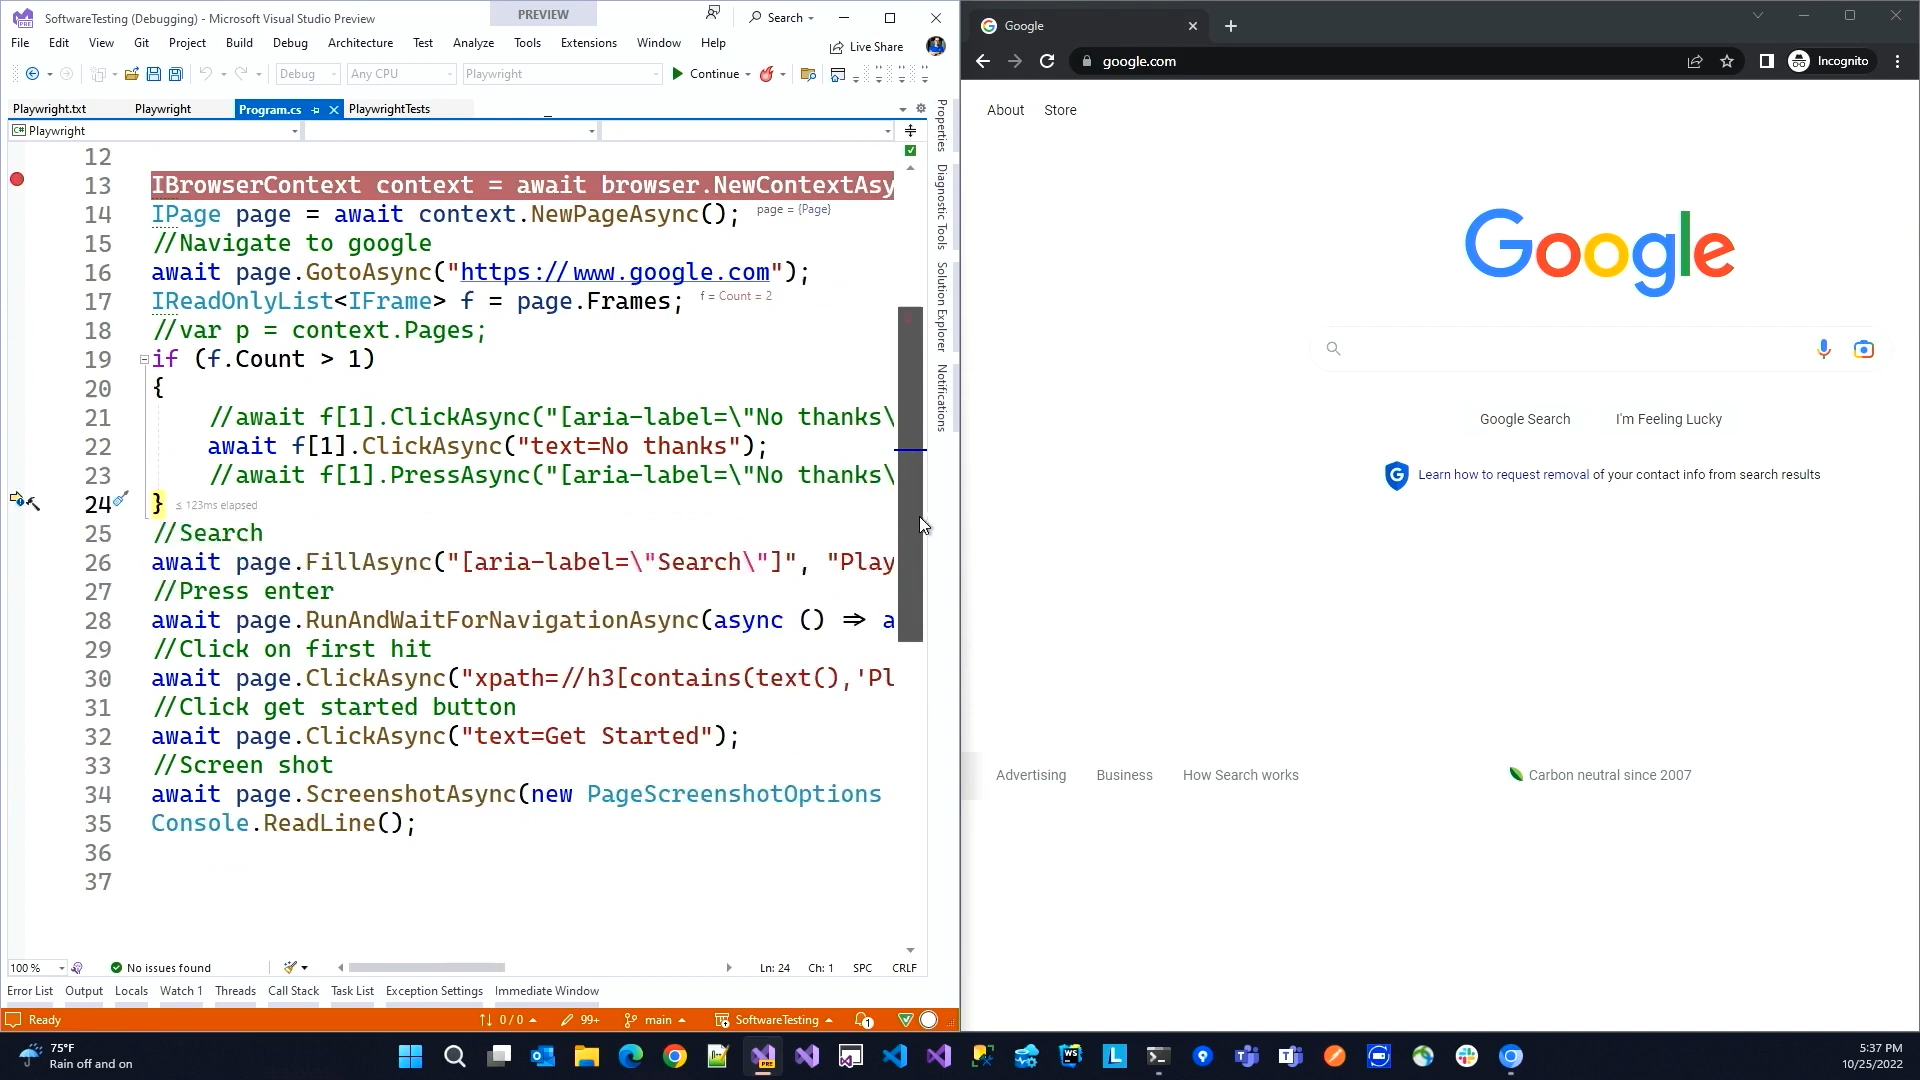 SoftwareTesting (Debugging) - Microsoft Visual Studio Preview
PREVIEW
Search
File Edit View Git Project Build Debug Architecture Test Analyze Tools Extensions Window Help
Live Share
Debug Any CPU Playwright Continue
Playwright.txt Playwright Program.cs PlaywrightTests
C# Playwright
12
13 IBrowserContext context = await browser.NewContextAsy
14 IPage page = await context.NewPageAsync(); page = {Page}
15 //Navigate to google
16 await page.GotoAsync("https://www.google.com");
17 IReadOnlyList<IFrame> f = page.Frames; f = Count = 2
18 //var p = context.Pages;
19 if (f.Count > 1)
20 {
21 //await f[1].ClickAsync("[aria-label=\"No thanks\
22 await f[1].ClickAsync("text=No thanks");
23 //await f[1].PressAsync("[aria-label=\"No thanks\
24 } ≤ 123ms elapsed
25 //Search
26 await page.FillAsync("[aria-label=\"Search\"]", "Play
27 //Press enter
28 await page.RunAndWaitForNavigationAsync(async () => a
29 //Click on first hit
30 await page.ClickAsync("xpath=//h3[contains(text(),'Pl
31 //Click get started button
32 await page.ClickAsync("text=Get Started");
33 //Screen shot
34 await page.ScreenshotAsync(new PageScreenshotOptions
35 Console.ReadLine();
36
37
Properties
Diagnostic Tools
Solution Explorer
Notifications
100 % No issues found Ln: 24 Ch: 1 SPC CRLF
Error List Output Locals Watch 1 Threads Call Stack Task List Exception Settings Immediate Window
Ready 0 / 0 99+ main SoftwareTesting 1
Google
google.com
Incognito
About Store
Google
Google Search I'm Feeling Lucky
Learn how to request removal of your contact info from search results
Advertising Business How Search works
Carbon neutral since 2007
75°F
Rain off and on
PRE
WS
L
5:37 PM
10/25/2022